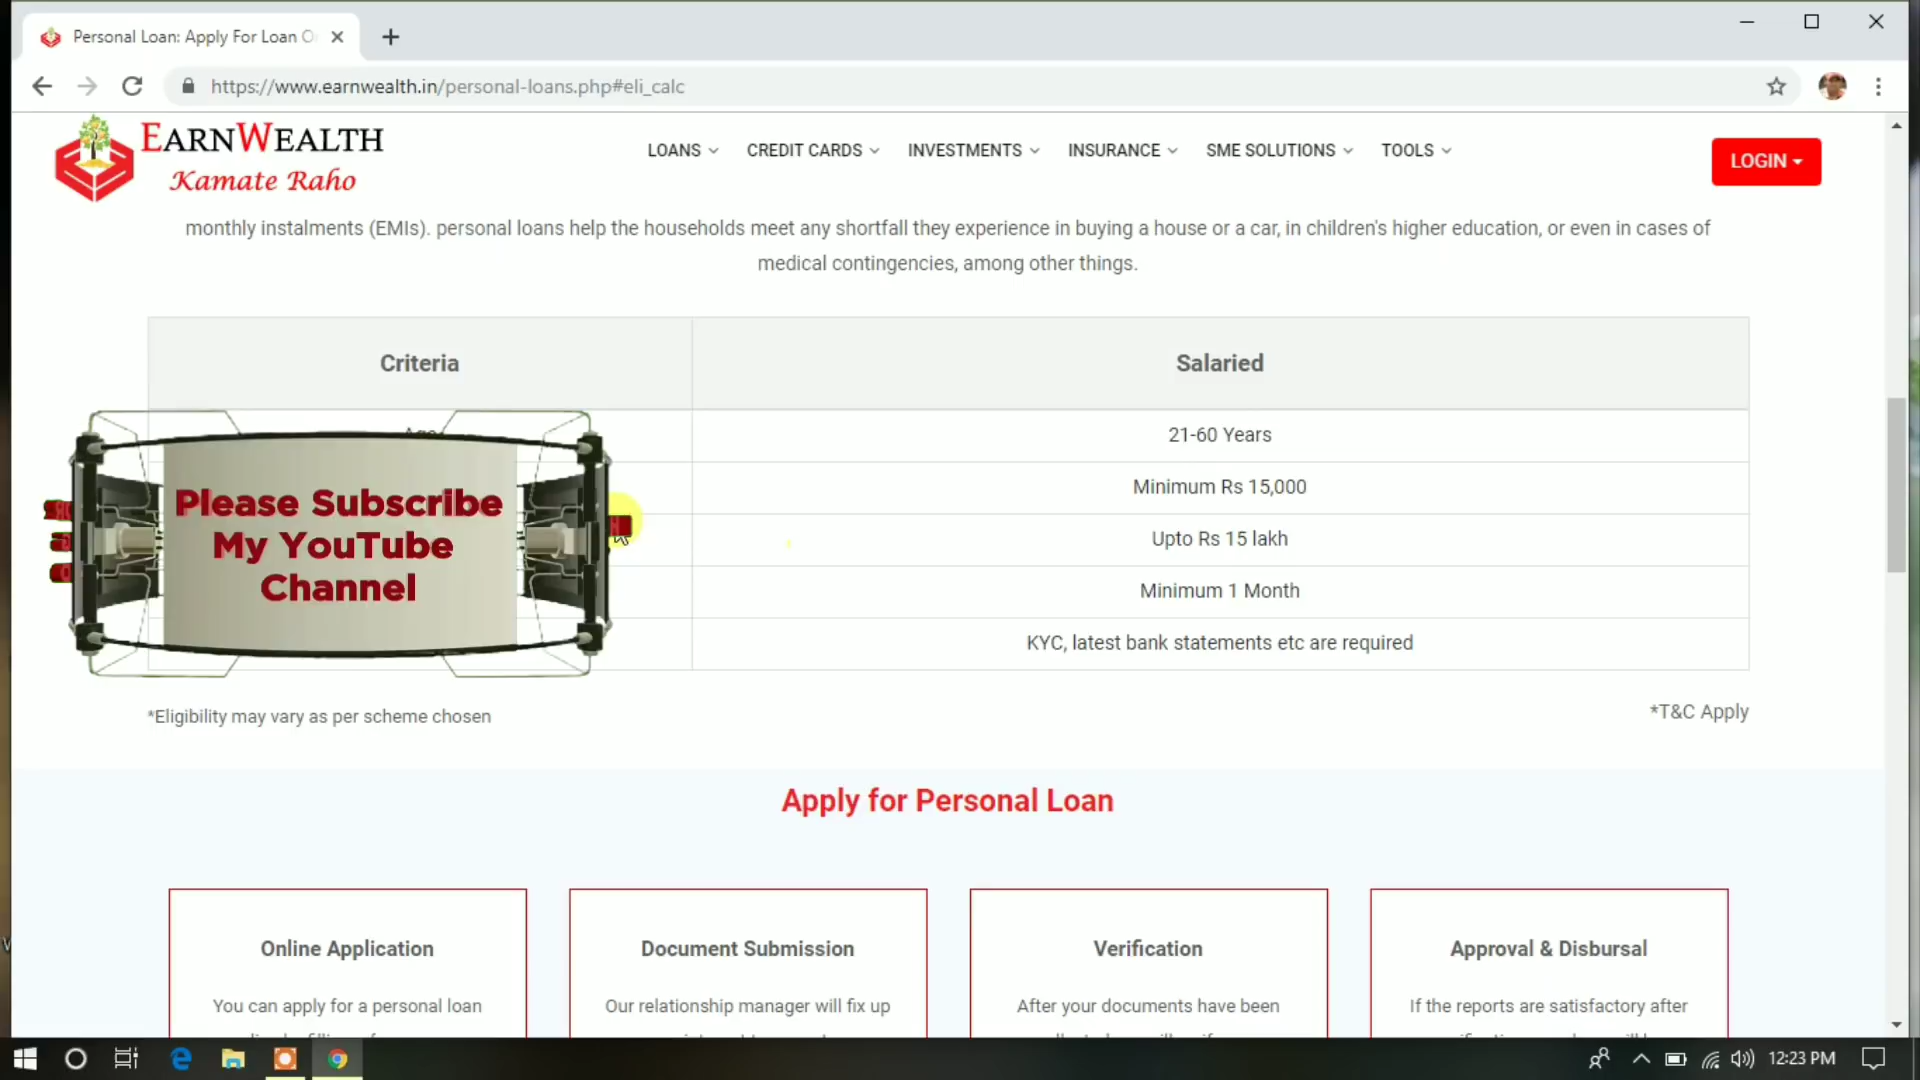 Personal Loan: Apply For Loan O
https://www.earnwealth.in/personal-loans.php#eli_calc
EARNWEALTH
Kamate Raho
LOANS
CREDIT CARDS
INVESTMENTS
INSURANCE
SME SOLUTIONS
TOOLS
LOGIN
monthly instalments (EMIs). personal loans help the households meet any shortfall they experience in buying a house or a car, in children's higher education, or even in cases of
medical contingencies, among other things.
Criteria
Salaried
21-60 Years
Minimum Rs 15,000
Upto Rs 15 lakh
Minimum 1 Month
KYC, latest bank statements etc are required
Please Subscribe
My YouTube
Channel
*Eligibility may vary as per scheme chosen
*T&C Apply
Apply for Personal Loan
Online Application
Document Submission
Verification
Approval & Disbursal
You can apply for a personal loan
Our relationship manager will fix up
After your documents have been
If the reports are satisfactory after
12:23 PM